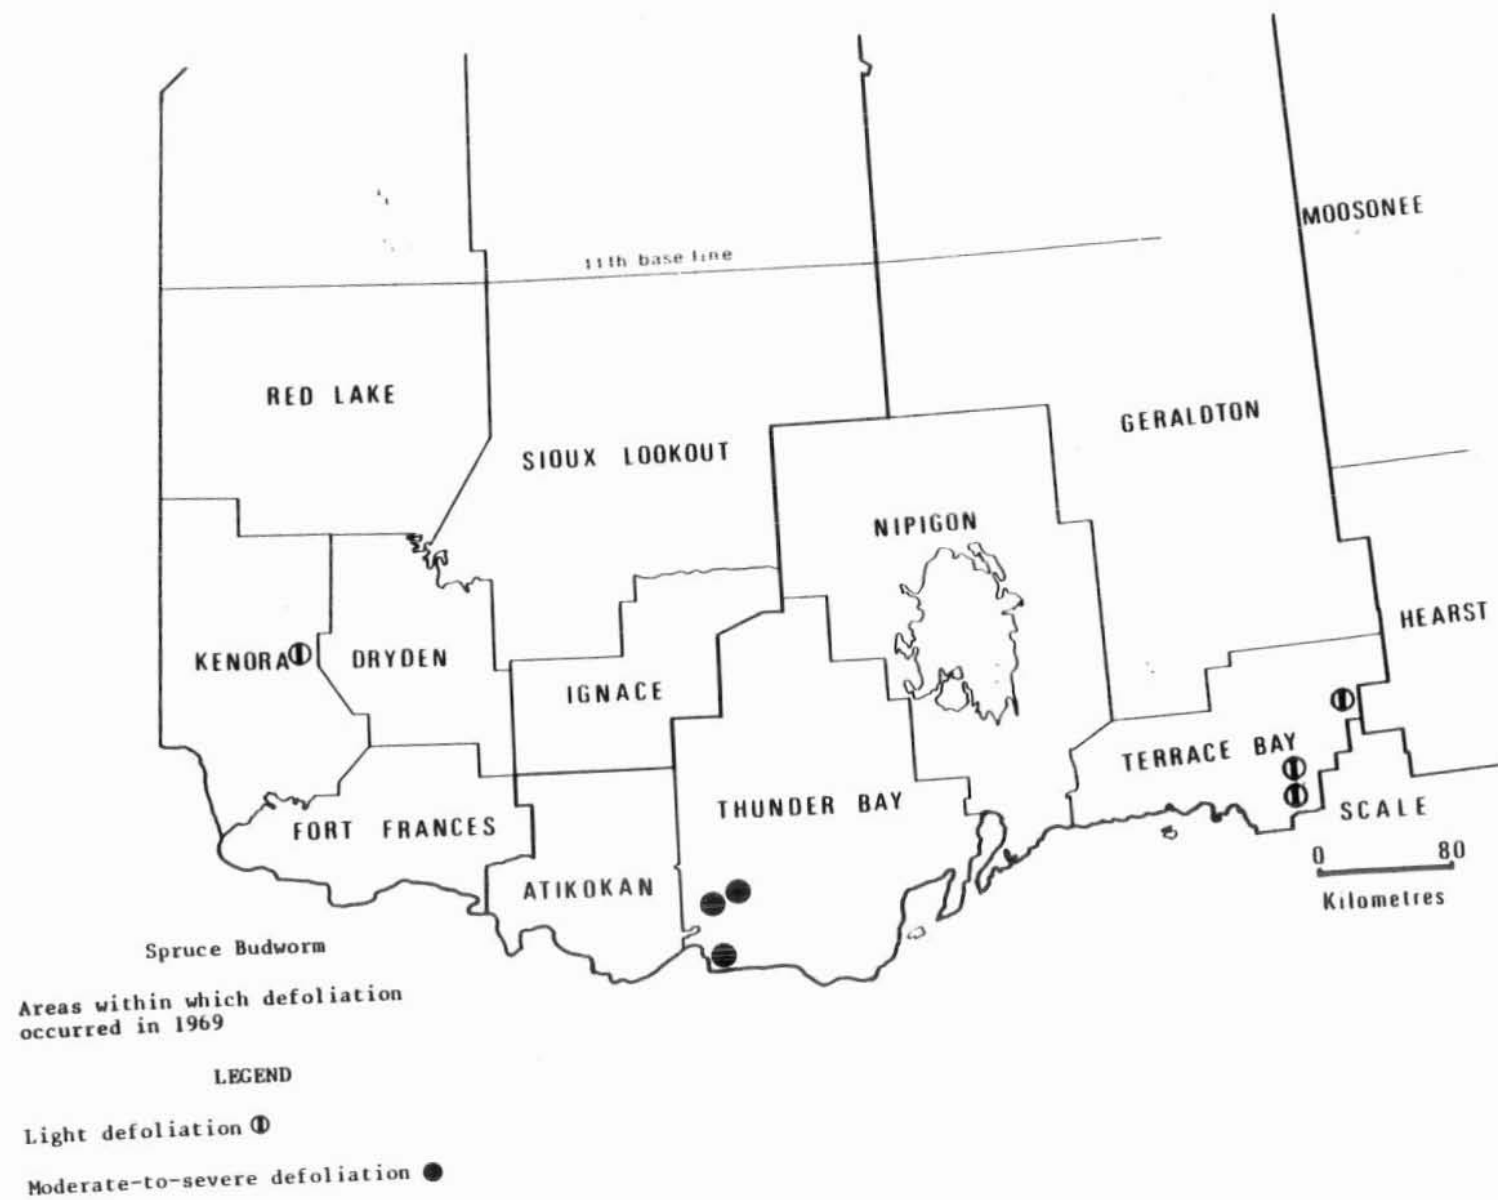 MOOSONEE
11th base line
RED LAKE
GERALDTON
SIOUX LOOKOUT
NIPIGON
HEARST
KENORA
DRYDEN
IGNACE
TERRACE BAY
THUNDER BAY
SCALE
FORT FRANCES
0 80
Kilometres
ATIKOKAN
Spruce Budworm
Areas within which defoliation
occurred in 1969
LEGEND
Light defoliation
Moderate-to-severe defoliation